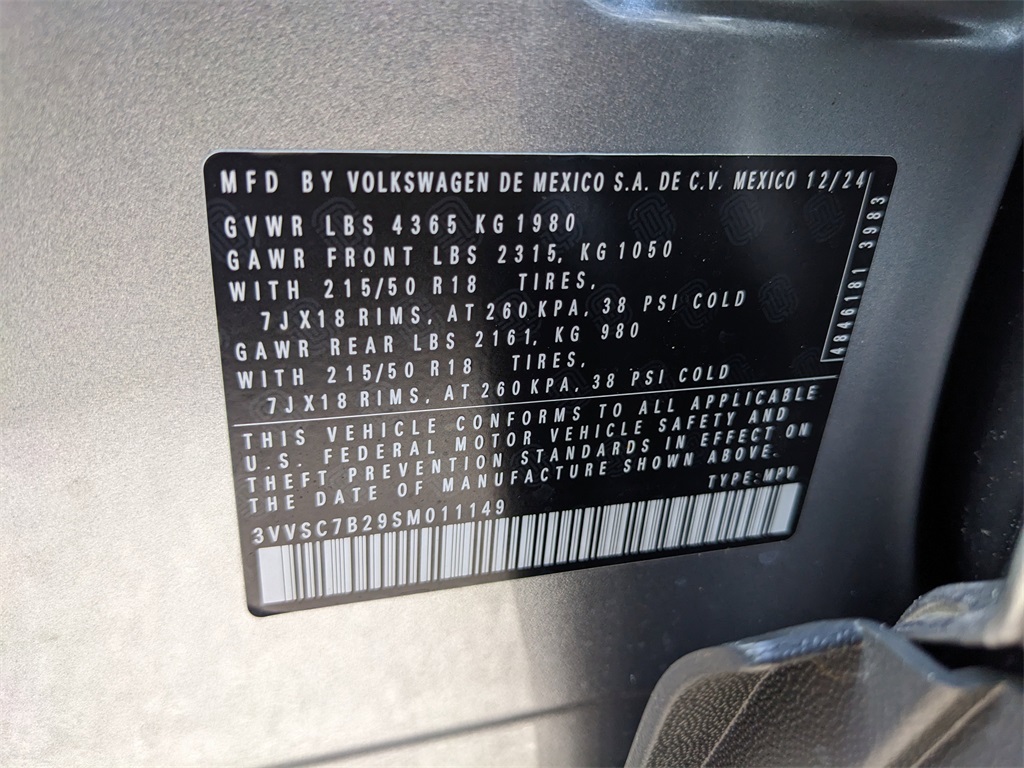 MFD BY VOLKSWAGEN DE MEXICO S.A. DE C.V. MEXICO 12/24
GVWR LBS 4365 KG 1980
GAWR FRONT LBS 2315, KG 1050
WITH 215/50 R18 TIRES,
7JX18 RIMS, AT 260 KPA, 38 PSI COLD
GAWR REAR LBS 2161, KG 980
WITH 215/50 R18 TIRES,
7JX18 RIMS, AT 260 KPA, 38 PSI COLD
4846181 3983
THIS VEHICLE CONFORMS TO ALL APPLICABLE
U.S. FEDERAL MOTOR VEHICLE SAFETY AND
THEFT PREVENTION STANDARDS IN EFFECT ON
THE DATE OF MANUFACTURE SHOWN ABOVE.
TYPE: MPV
3VVSC7B29SM011149